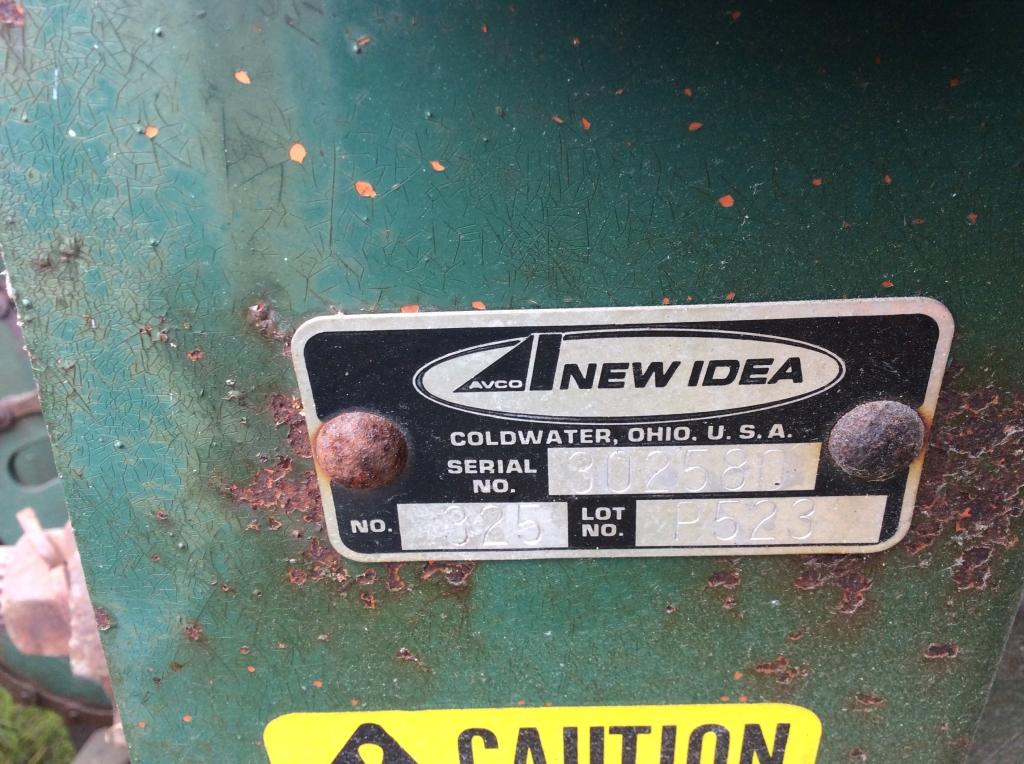 AVCO NEW IDEA
COLDWATER, OHIO. U. S. A.
SERIAL NO. 302580
NO. 325 LOT NO. P523
CAUTION